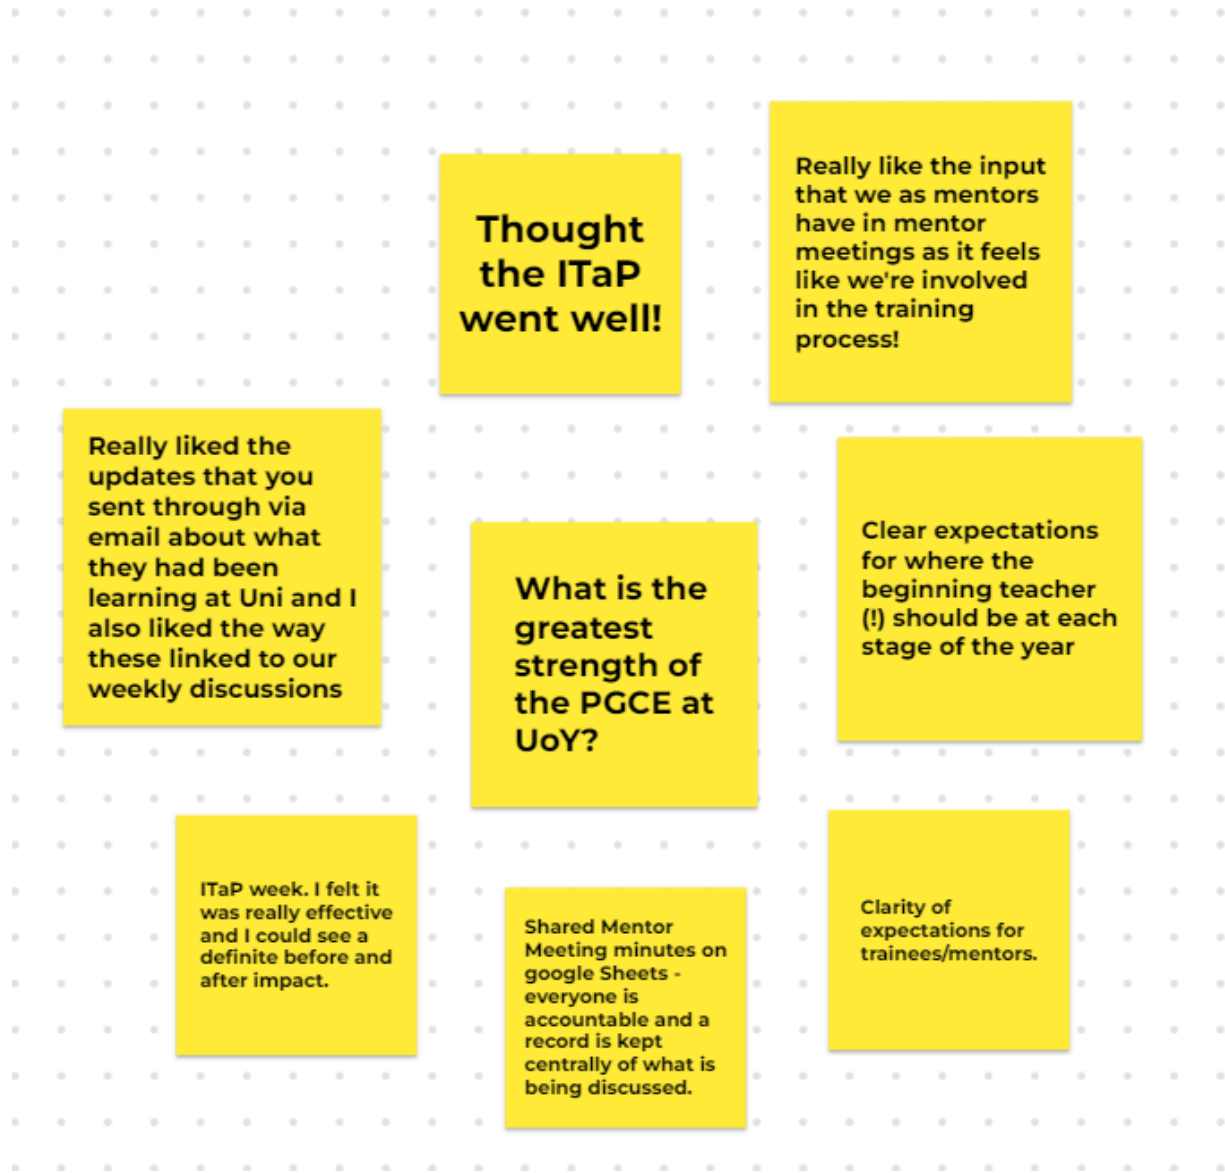 Thought
the ITaP
went well!
Really like the input
that we as mentors
have in mentor
meetings as it feels
like we're involved
in the training
process!
Really liked the
updates that you
sent through via
email about what
they had been
learning at Uni and I
also liked the way
these linked to our
weekly discussions
What is the
greatest
strength of
the PGCE at
UoY?
Clear expectations
for where the
beginning teacher
(!) should be at each
stage of the year
ITaP week. I felt it
was really effective
and I could see a
definite before and
after impact.
Shared Mentor
Meeting minutes on
google Sheets -
everyone is
accountable and a
record is kept
centrally of what is
being discussed.
Clarity of
expectations for
trainees/mentors.